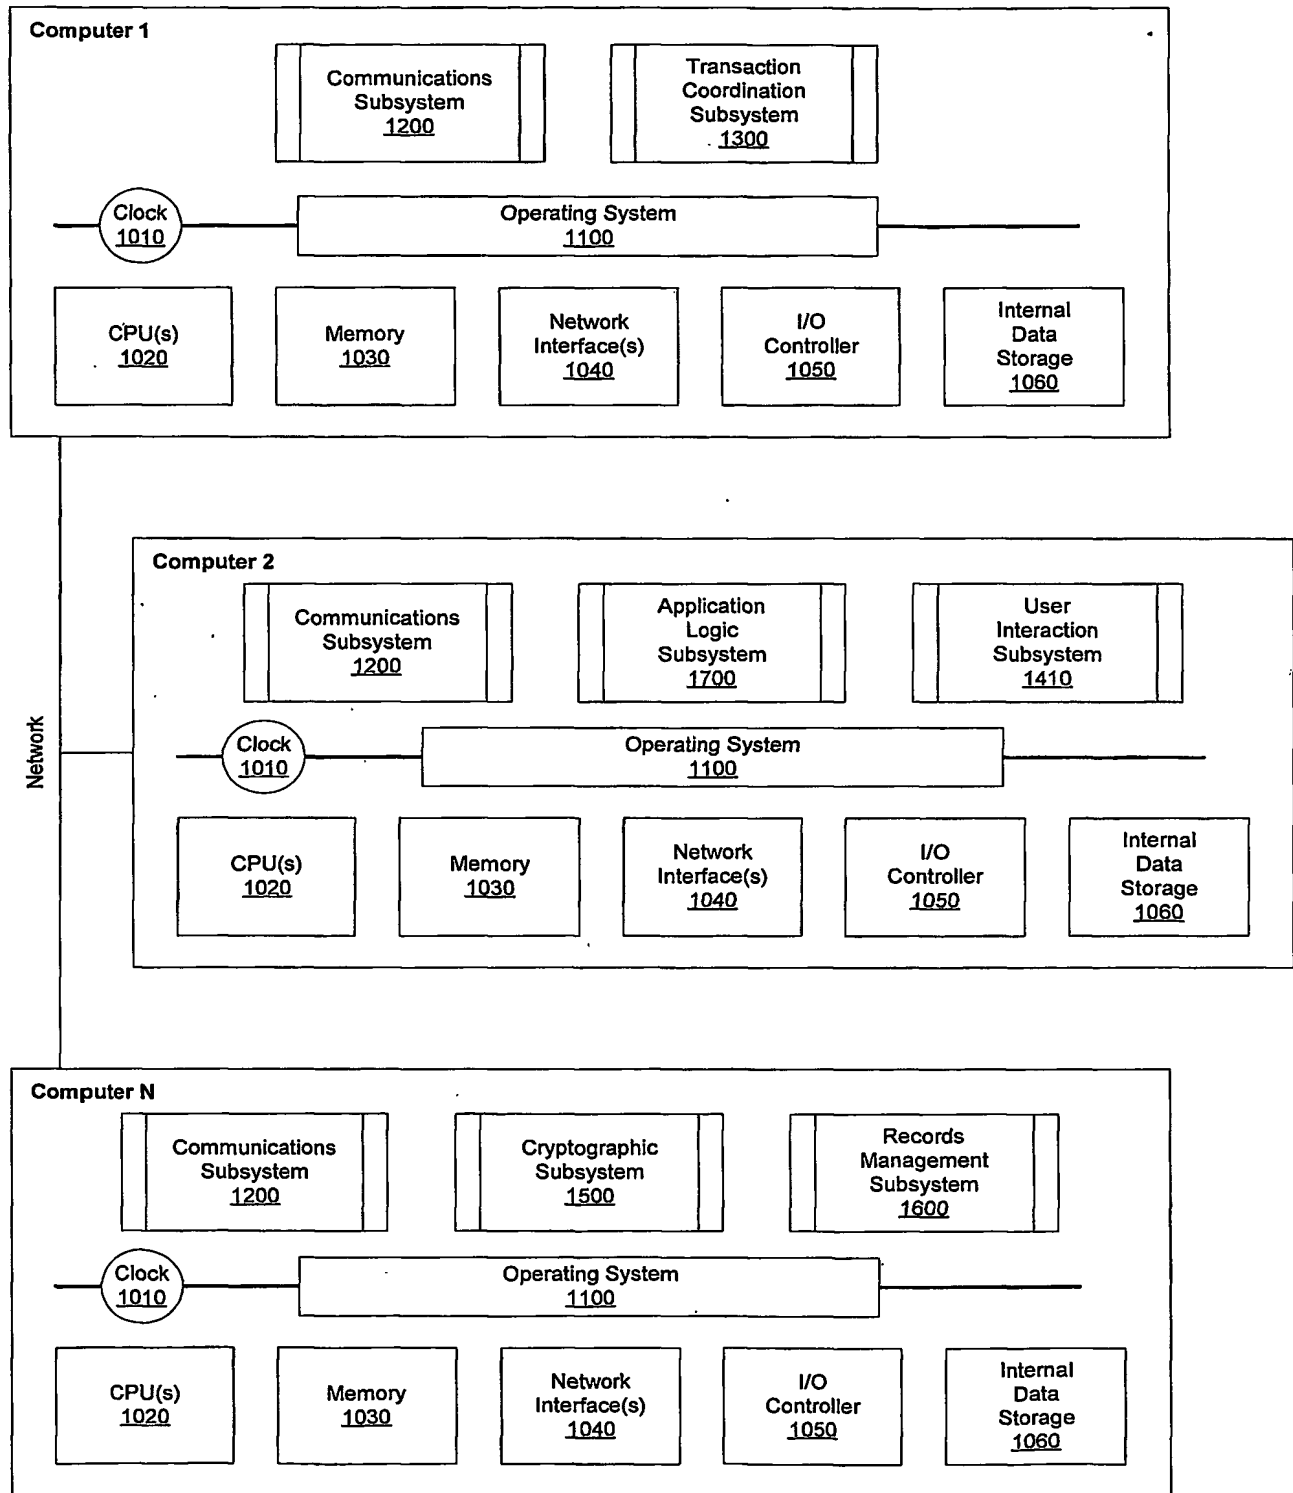 Computer 1
Communications
Subsystem
1200
Transaction
Coordination
Subsystem
1300
Clock
1010
Operating System
1100
CPU(s)
1020
Memory
1030
Network
Interface(s)
1040
I/O
Controller
1050
Internal
Data
Storage
1060
Network
Computer 2
Communications
Subsystem
1200
Application
Logic
Subsystem
1700
User
Interaction
Subsystem
1410
Clock
1010
Operating System
1100
CPU(s)
1020
Memory
1030
Network
Interface(s)
1040
I/O
Controller
1050
Internal
Data
Storage
1060
Computer N
Communications
Subsystem
1200
Cryptographic
Subsystem
1500
Records
Management
Subsystem
1600
Clock
1010
Operating System
1100
CPU(s)
1020
Memory
1030
Network
Interface(s)
1040
I/O
Controller
1050
Internal
Data
Storage
1060